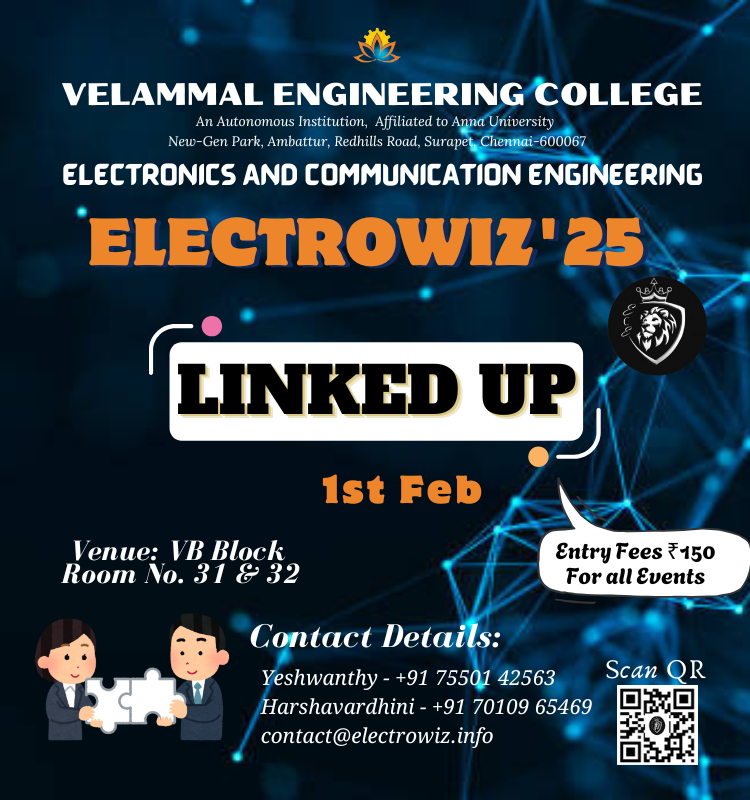 VELAMMAL ENGINEERING COLLEGE
An Autonomous Institution, Affiliated to Anna University
New-Gen Park, Ambattur, Redhills Road, Surapet, Chennai-600067
ELECTRONICS AND COMMUNICATION ENGINEERING
ELECTROWIZ'25
ECE
LINKED UP
1st Feb
Venue: VB Block
Room No. 31 & 32
Entry Fees ₹150
For all Events
Contact Details:
Yeshwanthy - +91 75501 42563
Harshavardhini - +91 70109 65469
contact@electrowiz.info
Scan QR